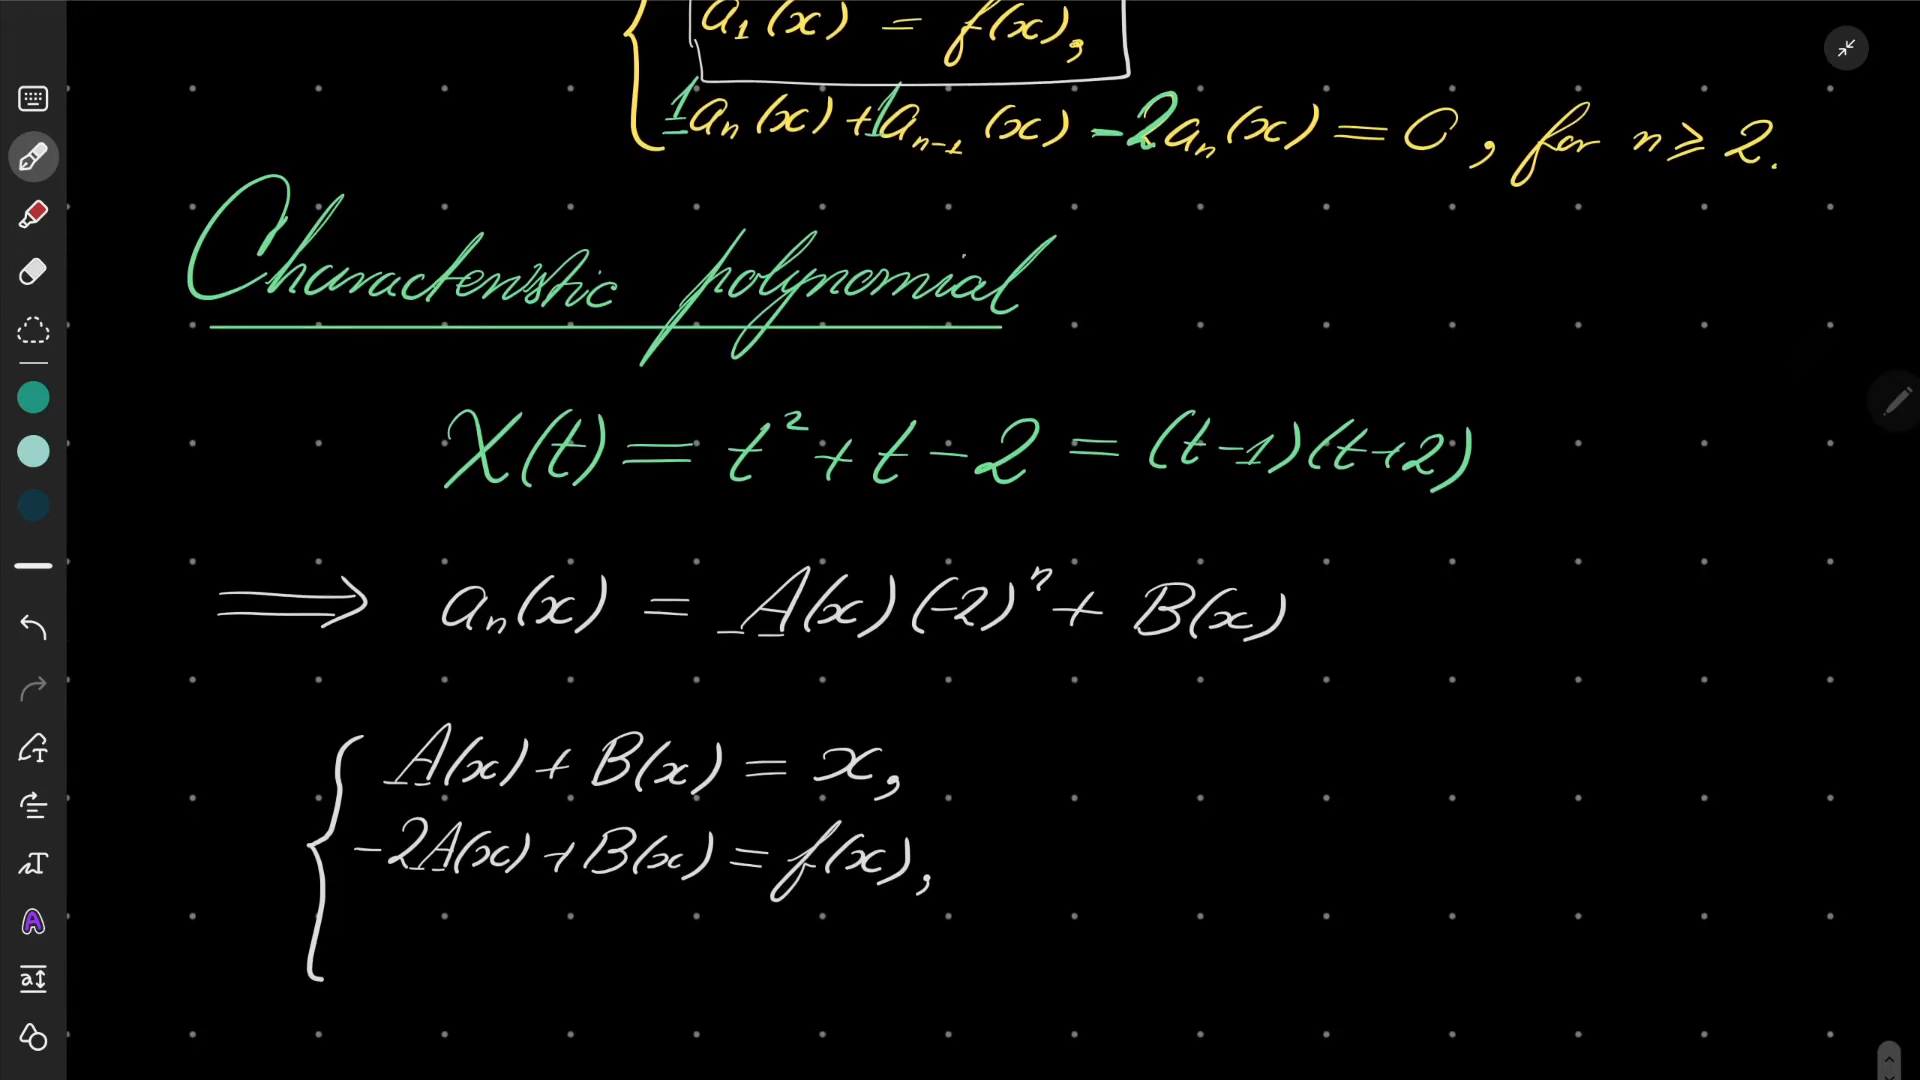 a₁(x) = f(x),
1aₙ(x) + 1aₙ₋₁(x) - 2aₙ(x) = 0, for n ≥ 2.
Characteristic polynomial
X(t) = t² + t - 2 = (t-1)(t+2)
⟹ aₙ(x) = A(x)(-2)ⁿ + B(x)
A(x) + B(x) = x,
-2A(x) + B(x) = f(x),